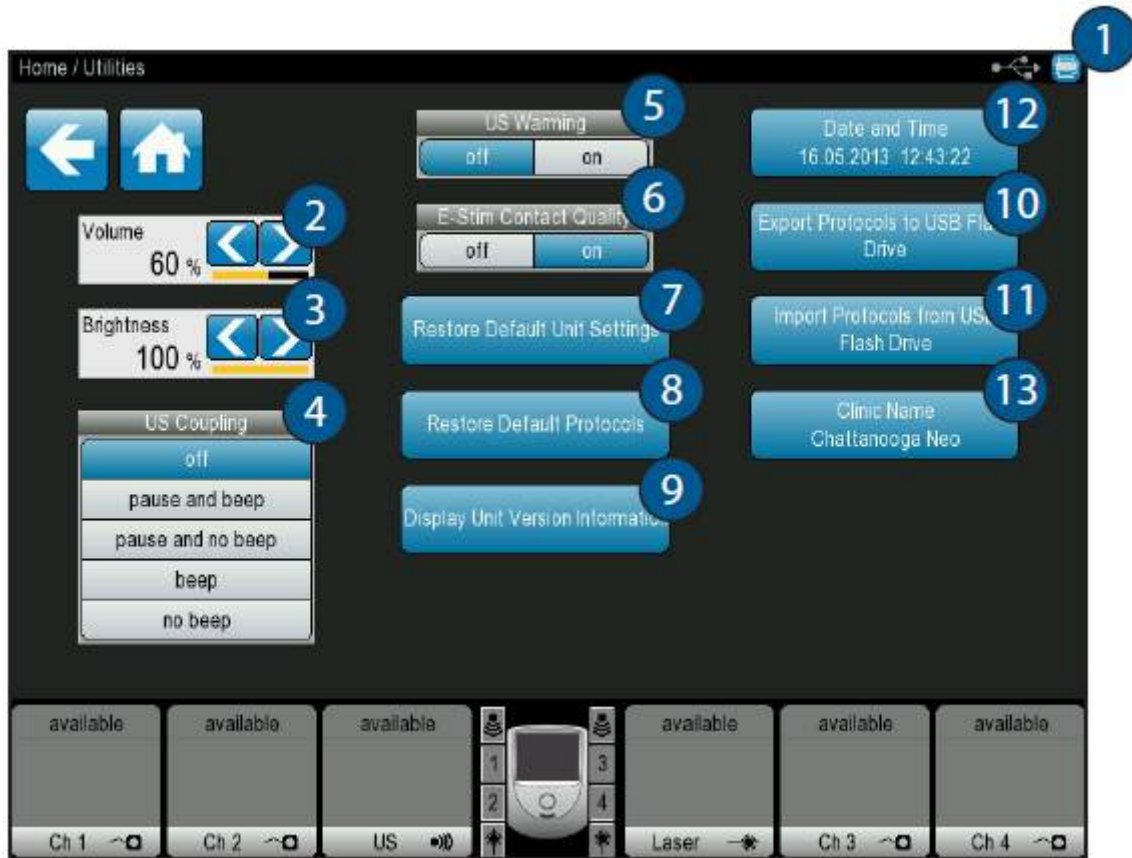 1
Home / Utilities
2
Volume
60 %
3
Brightness
100 %
4
US Coupling
off
pause and beep
pause and no beep
beep
no beep
5
US Warming
off on
6
E-Stim Contact Quality
off on
7
Restore Default Unit Settings
8
Restore Default Protocols
9
Display Unit Version Information
12
Date and Time
16.05.2013 12:43:22
10
Export Protocols to USB
Drive
11
Import Protocols from
Flash Drive
13
Clinic Name
Chattanooga Neo
available available available available available available
1 3
2 4
Ch 1 Ch 2 US Laser Ch 3 Ch 4